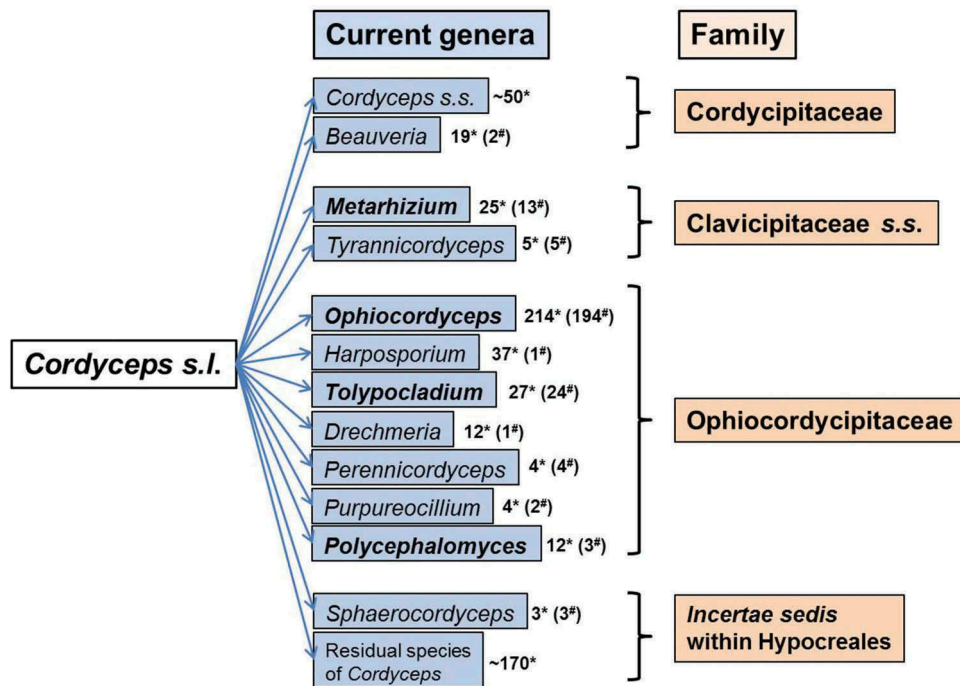 Current genera
Family
Cordyceps s.s. ~50*
Beauveria 19* (2#)
Cordycipitaceae
Metarhizium 25* (13#)
Tyrannicordyceps 5* (5#)
Clavicipitaceae s.s.
Cordyceps s.l.
Ophiocordyceps 214* (194#)
Harposporium 37* (1#)
Tolypocladium 27* (24#)
Drechmeria 12* (1#)
Perennicordyceps 4* (4#)
Purpureocillium 4* (2#)
Polycephalomyces 12* (3#)
Ophiocordycipitaceae
Sphaerocordyceps 3* (3#)
Residual species
of Cordyceps ~170*
Incertae sedis
within Hypocreales